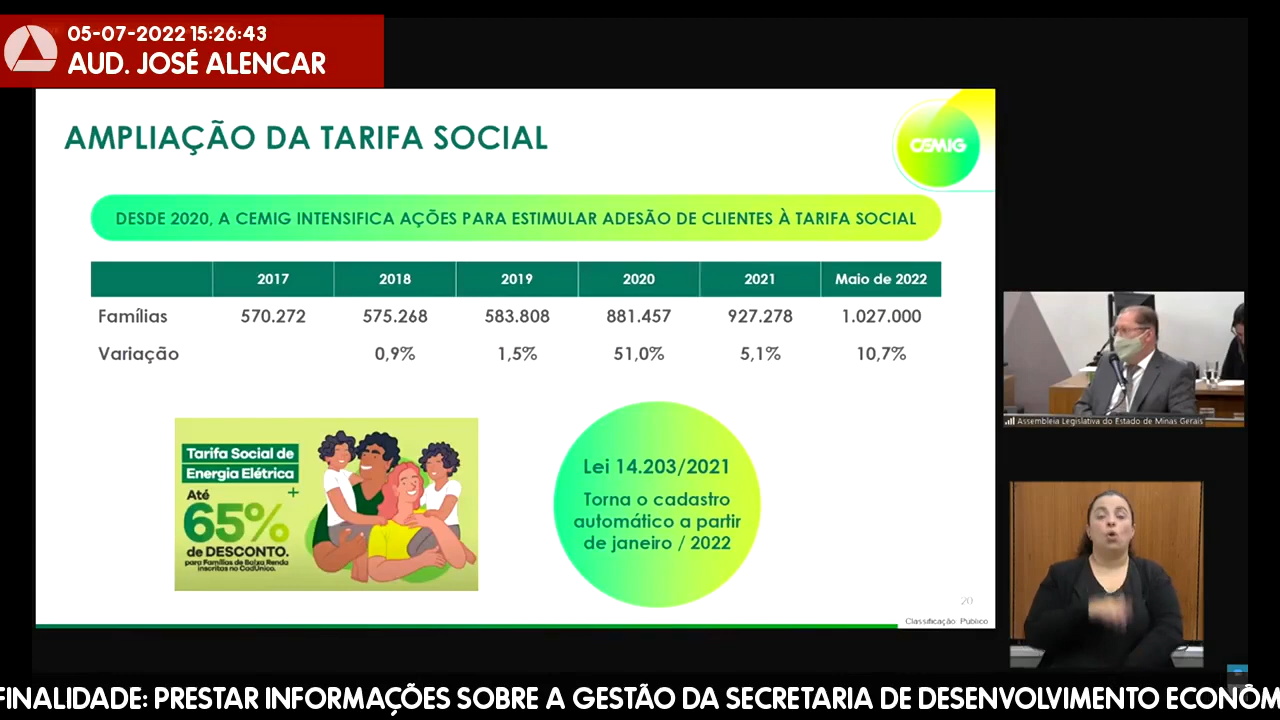 05-07-2022 15:26:43
AUD. JOSÉ ALENCAR
AMPLIAÇÃO DA TARIFA SOCIAL
CEMIG
DESDE 2020, A CEMIG INTENSIFICA AÇÕES PARA ESTIMULAR ADESÃO DE CLIENTES À TARIFA SOCIAL
2017 2018 2019 2020 2021 Maio de 2022
Famílias 570.272 575.268 583.808 881.457 927.278 1.027.000
Variação 0,9% 1,5% 51,0% 5,1% 10,7%
Tarifa Social de
Energia Elétrica
+
Até
65%
de DESCONTO.
para Famílias de Baixa Renda
inscritas no CadÚnico.
Lei 14.203/2021
Torna o cadastro
automático a partir
de janeiro / 2022
20
Classificação: Público
Assembleia Legislativa do Estado de Minas Gerais
FINALIDADE: PRESTAR INFORMAÇÕES SOBRE A GESTÃO DA SECRETARIA DE DESENVOLVIMENTO ECONÔM